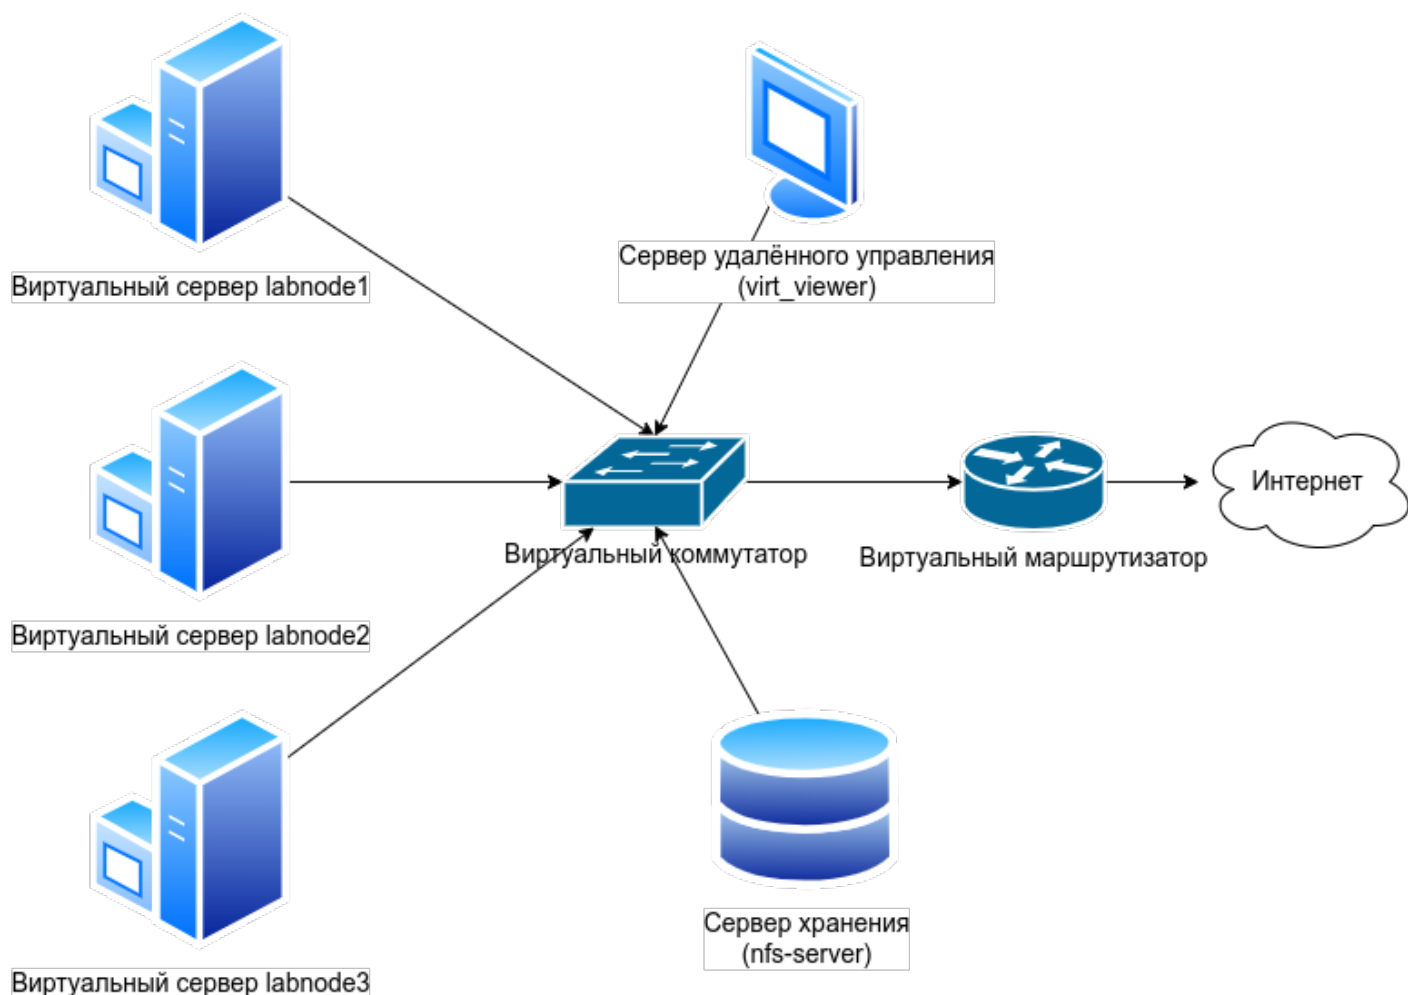 Виртуальный сервер labnode1
Сервер удалённого управления
(virt_viewer)
Интернет
Виртуальный коммутатор
Виртуальный маршрутизатор
Виртуальный сервер labnode2
Сервер хранения
(nfs-server)
Виртуальный сервер labnode3